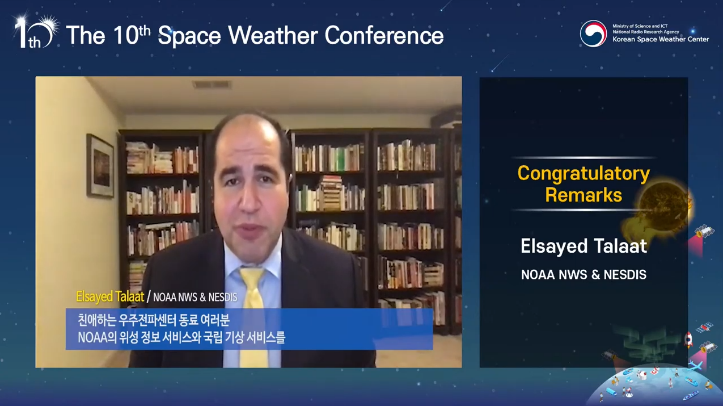 10th The 10th Space Weather Conference
Ministry of Science and ICT
National Radio Research Agency
Korean Space Weather Center
Congratulatory
Remarks
Elsayed Talaat
NOAA NWS & NESDIS
Elsayed Talaat / NOAA NWS & NESDIS
친애하는 우주전파센터 동료 여러분
NOAA의 위성 정보 서비스와 국립 기상 서비스를